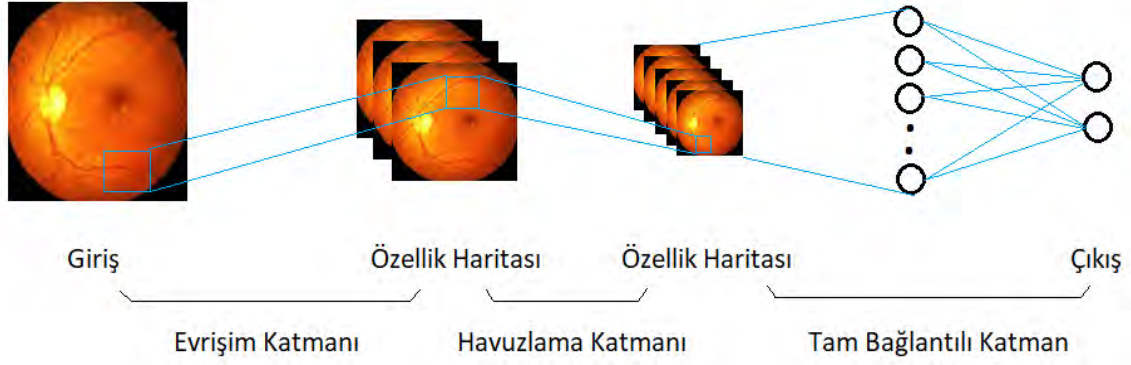 Giriş
Özellik Haritası
Özellik Haritası
Çıkış
Evrişim Katmanı
Havuzlama Katmanı
Tam Bağlantılı Katman